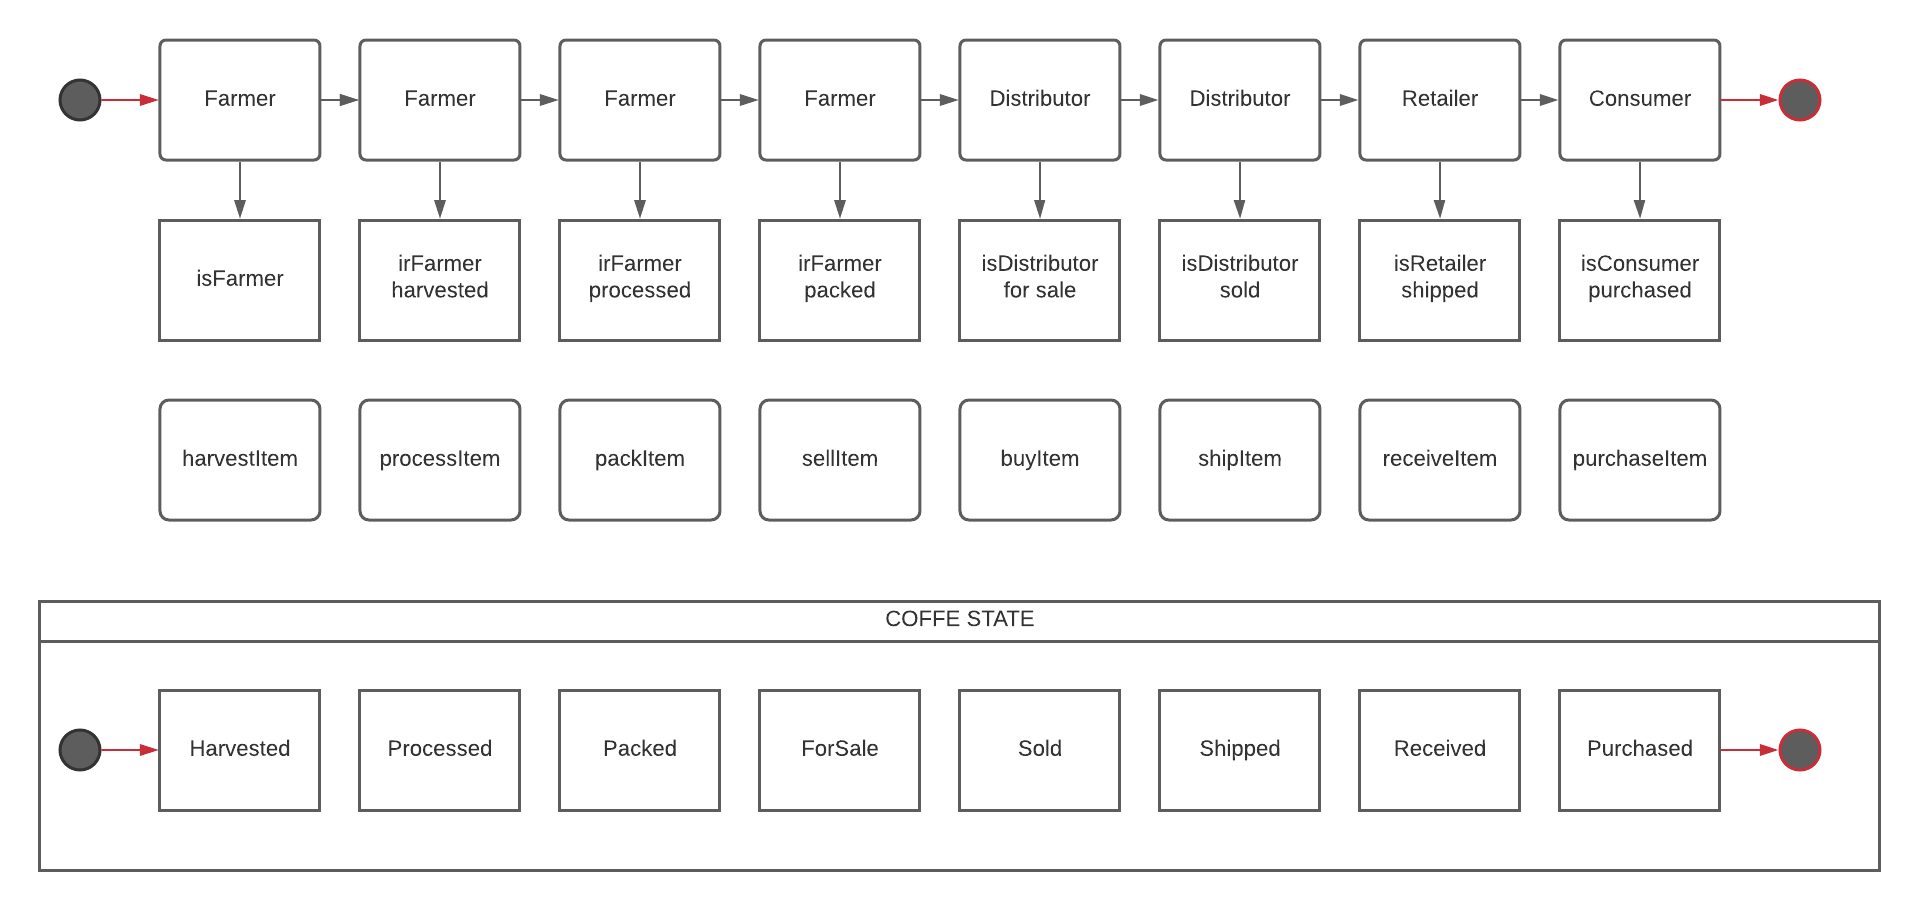 Farmer
Farmer
Farmer
Farmer
Distributor
Distributor
Retailer
Consumer
isFarmer
irFarmer
harvested
irFarmer
processed
irFarmer
packed
isDistributor
for sale
isDistributor
sold
isRetailer
shipped
isConsumer
purchased
harvestItem
processItem
packItem
sellItem
buyItem
shipItem
receiveItem
purchaseItem
COFFE STATE
Harvested
Processed
Packed
ForSale
Sold
Shipped
Received
Purchased